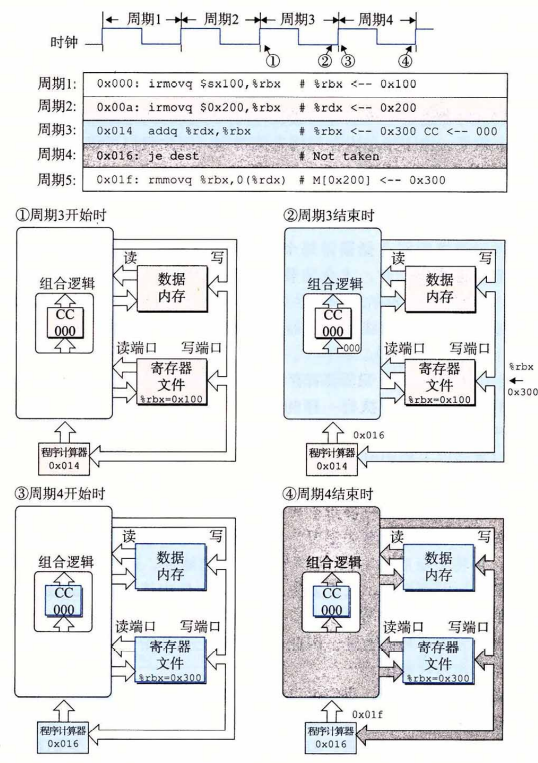 周期1 周期2 周期3 周期4
时钟
① ② ③ ④
周期1: 0x000: irmovq $sx100,%rbx # %rbx <-- 0x100
周期2: 0x00a: irmovq $0x200,%rbx # %rdx <-- 0x200
周期3: 0x014 addq %rdx,%rbx # %rbx <-- 0x300 CC <-- 000
周期4: 0x016: je dest # Not taken
周期5: 0x01f: rmmovq %rbx,0(%rdx) # M[0x200] <-- 0x300
①周期3开始时
读 写
组合逻辑
数据
内存
CC
000
读端口 写端口
寄存器
文件
%rbx=0x100
程序计算器
0x014
②周期3结束时
读 写
组合逻辑
数据
内存
CC
000
000
读端口 写端口
寄存器
文件
%rbx=0x100
%rbx
0x300
0x016
程序计算器
0x014
③周期4开始时
读 写
组合逻辑
数据
内存
CC
000
读端口 写端口
寄存器
文件
%rbx=0x300
程序计算器
0x016
④周期4结束时
读 写
组合逻辑
数据
内存
CC
000
读端口 写端口
寄存器
文件
%rbx=0x300
0x01f
程序计算器
0x016